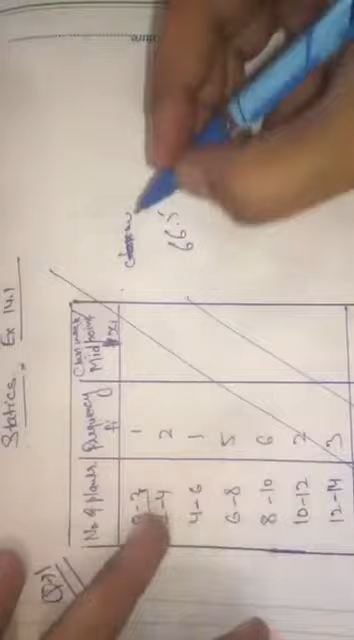 Statics. Ex 14.1
Q1)
No of plants Frequency fi Class mark Mid point xi
0-2 1
2-4 2
4-6 1
6-8 5
8-10 6
10-12 2
12-14 3
66.5